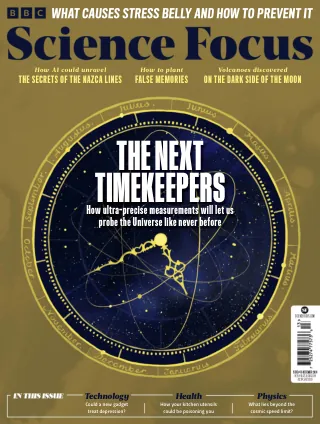 BBC WHAT CAUSES STRESS BELLY AND HOW TO PREVENT IT
Science Focus
How AI could unravel
THE SECRETS OF THE NAZCA LINES
How to plant
FALSE MEMORIES
Volcanoes discovered
ON THE DARK SIDE OF THE MOON
THE NEXT
TIMEKEEPERS
How ultra-precise measurements will let us
probe the Universe like never before
IN THIS ISSUE
Technology
Could a new gadget
treat depression?
Health
How your kitchen utensils
could be poisoning you
Physics
What lies beyond the
cosmic speed limit?